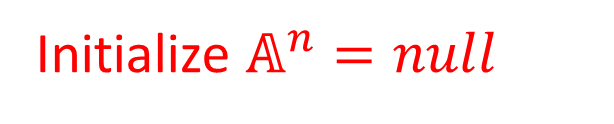 Initialize 𝔸ⁿ = null